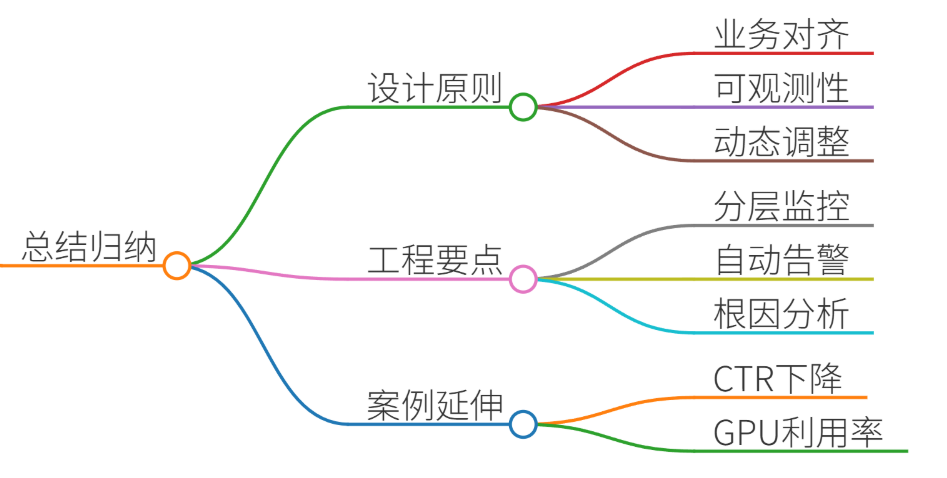 总结归纳
设计原则
业务对齐
可观测性
动态调整
工程要点
分层监控
自动告警
根因分析
案例延伸
CTR下降
GPU利用率